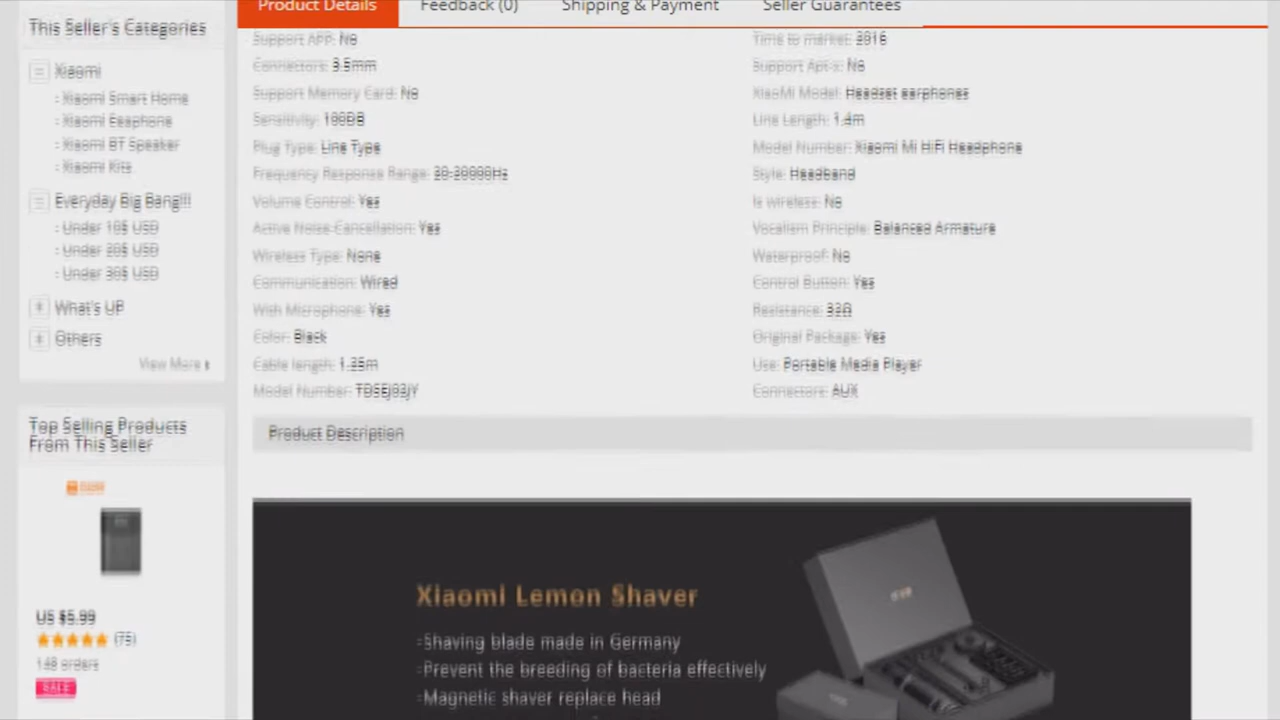 Product Details
Feedback (0)
Shipping & Payment
Seller Guarantees
This Seller's Categories
Xiaomi
Xiaomi Smart Home
Xiaomi Eeaphone
Xiaomi BT Speaker
Xiaomi Kits
Everyday Big Bang!!!
Under 10$ USD
Under 20$ USD
Under 30$ USD
What's UP
Others
View More
Top Selling Products
From This Seller
US $5.99
(75)
148 orders
SALE
Support APP: No
Connectors: 3.5mm
Support Memory Card: No
Sensitivity: 100DB
Plug Type: Line Type
Frequency Response Range: 20-20000Hz
Volume Control: Yes
Active Noise-Cancellation: Yes
Wireless Type: None
Communication: Wired
With Microphone: Yes
Color: Black
Cable length: 1.35m
Model Number: TDSEJ03JY
Time to market: 2016
Support Apt-x: No
XiaoMi Model: Headset earphones
Line Length: 1.4m
Model Number: Xiaomi Mi HiFi Headphone
Style: Headband
Is wireless: No
Vocalism Principle: Balanced Armature
Waterproof: No
Control Button: Yes
Resistance: 32Ω
Original Package: Yes
Use: Portable Media Player
Connectors: AUX
Product Description
Xiaomi Lemon Shaver
-Shaving blade made in Germany
-Prevent the breeding of bacteria effectively
-Magnetic shaver replace head